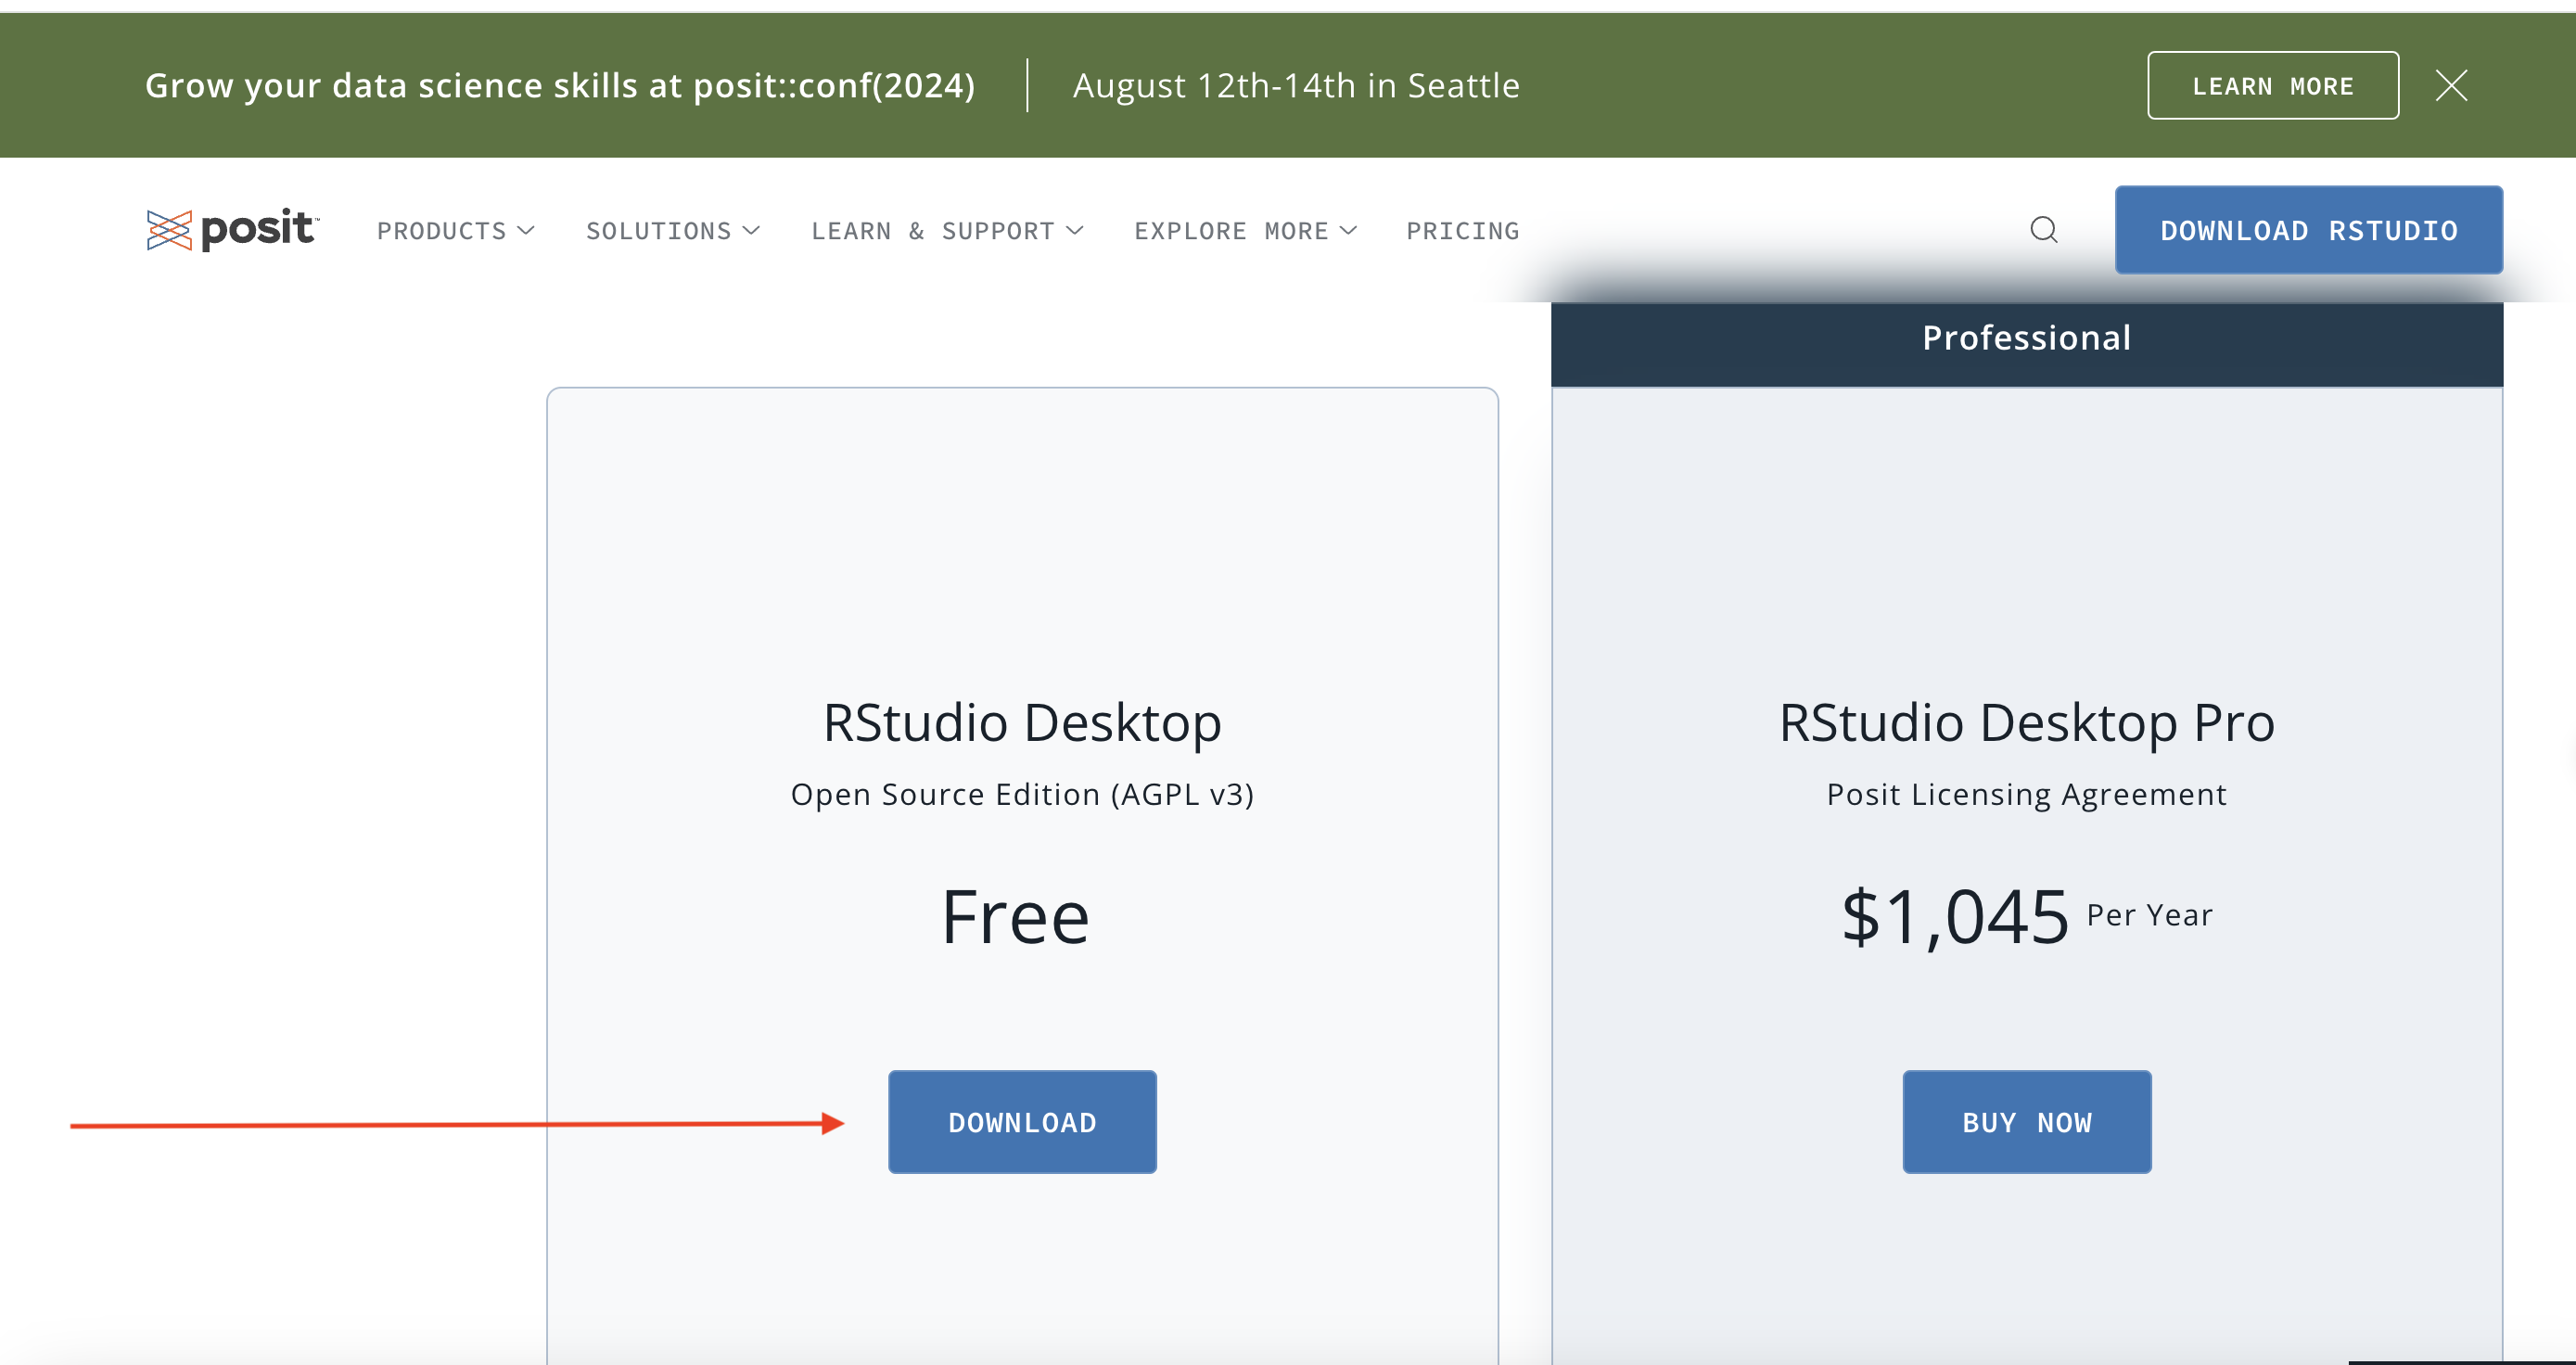 Grow your data science skills at posit::conf(2024)
August 12th-14th in Seattle
LEARN MORE
posit™
PRODUCTS
SOLUTIONS
LEARN & SUPPORT
EXPLORE MORE
PRICING
DOWNLOAD RSTUDIO
Professional
RStudio Desktop
Open Source Edition (AGPL v3)
Free
DOWNLOAD
RStudio Desktop Pro
Posit Licensing Agreement
$1,045 Per Year
BUY NOW